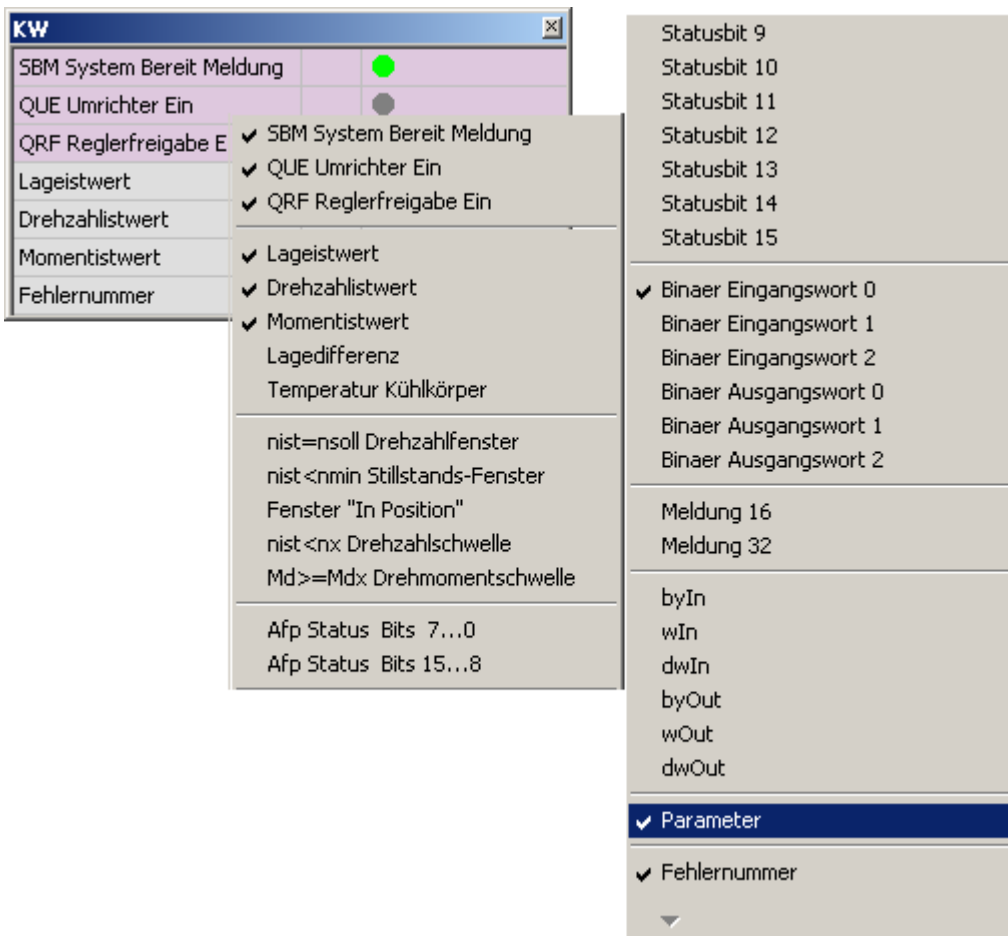 KW
SBM System Bereit Meldung
QUE Umrichter Ein
QRF Reglerfreigabe E
Lageistwert
Drehzahlistwert
Momentistwert
Fehlernummer
SBM System Bereit Meldung
QUE Umrichter Ein
QRF Reglerfreigabe Ein
Lageistwert
Drehzahlistwert
Momentistwert
Lagedifferenz
Temperatur Kühlkörper
nist=nsoll Drehzahlfenster
nist<nmin Stillstands-Fenster
Fenster "In Position"
nist<nx Drehzahlschwelle
Md>=Mdx Drehmomentschwelle
Afp Status Bits 7...0
Afp Status Bits 15...8
Statusbit 9
Statusbit 10
Statusbit 11
Statusbit 12
Statusbit 13
Statusbit 14
Statusbit 15
Binaer Eingangswort 0
Binaer Eingangswort 1
Binaer Eingangswort 2
Binaer Ausgangswort 0
Binaer Ausgangswort 1
Binaer Ausgangswort 2
Meldung 16
Meldung 32
byIn
wIn
dwIn
byOut
wOut
dwOut
Parameter
Fehlernummer